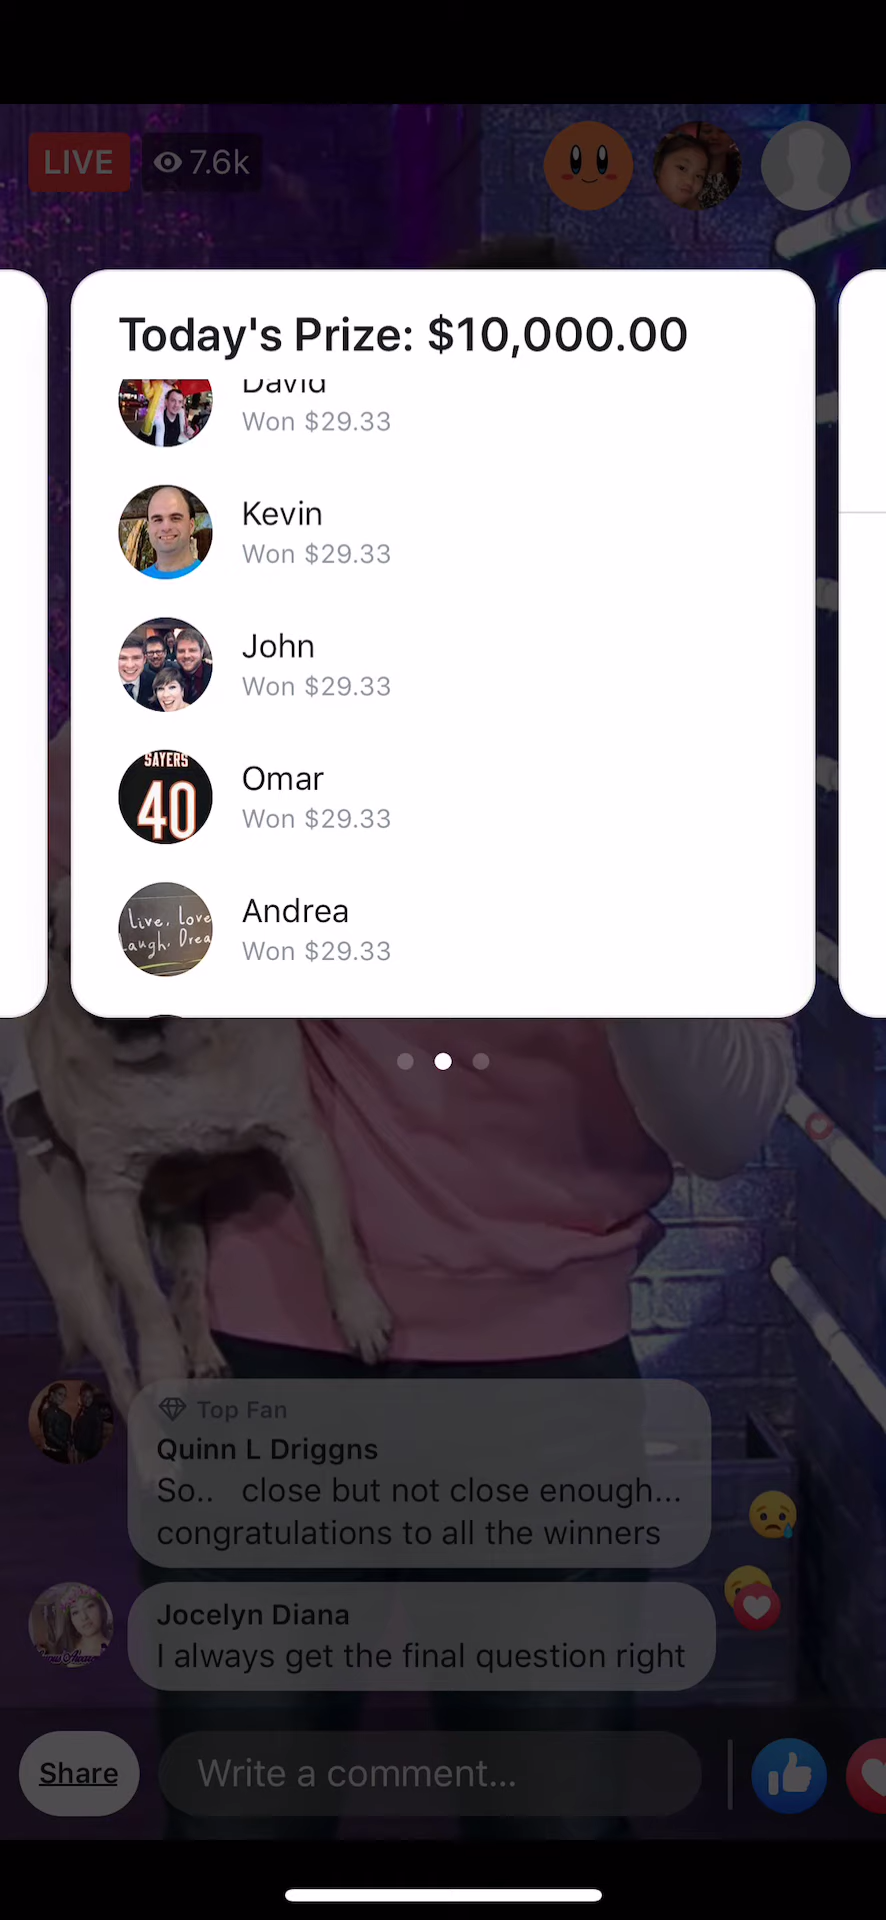 LIVE 7.6k
Today's Prize: $10,000.00
David
Won $29.33
Kevin
Won $29.33
John
Won $29.33
SAYERS
40
Omar
Won $29.33
Live, Love
Laugh, Drea
Andrea
Won $29.33
Top Fan
Quinn L Driggns
So.. close but not close enough...
congratulations to all the winners
Jocelyn Diana
I always get the final question right
Share
Write a comment...